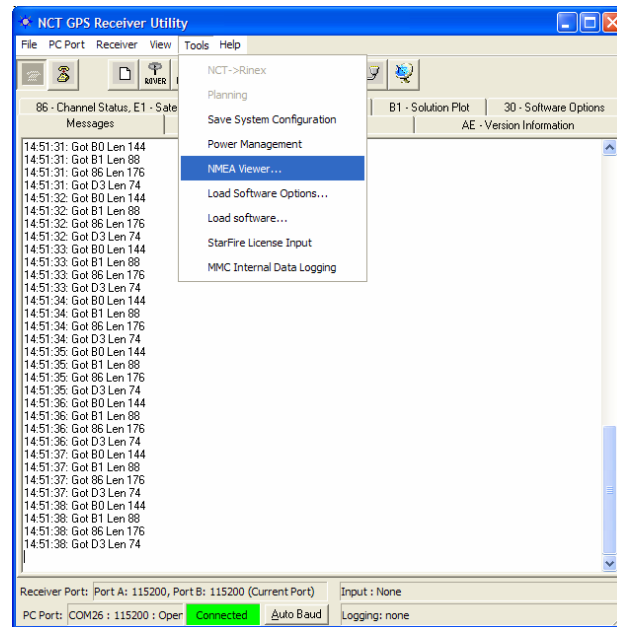 NCT GPS Receiver Utility
File PC Port Receiver View Tools Help
ROVER
NCT->Rinex
Planning
Save System Configuration
Power Management
NMEA Viewer...
Load Software Options...
Load software...
StarFire License Input
MMC Internal Data Logging
86 - Channel Status, E1 - Sate B1 - Solution Plot 30 - Software Options
Messages AE - Version Information
14:51:31: Got B0 Len 144
14:51:31: Got B1 Len 88
14:51:31: Got 86 Len 176
14:51:31: Got D3 Len 74
14:51:32: Got B0 Len 144
14:51:32: Got B1 Len 88
14:51:32: Got 86 Len 176
14:51:32: Got D3 Len 74
14:51:33: Got B0 Len 144
14:51:33: Got B1 Len 88
14:51:33: Got 86 Len 176
14:51:33: Got D3 Len 74
14:51:34: Got B0 Len 144
14:51:34: Got B1 Len 88
14:51:34: Got 86 Len 176
14:51:34: Got D3 Len 74
14:51:35: Got B0 Len 144
14:51:35: Got B1 Len 88
14:51:35: Got 86 Len 176
14:51:35: Got D3 Len 74
14:51:36: Got B0 Len 144
14:51:36: Got B1 Len 88
14:51:36: Got 86 Len 176
14:51:36: Got D3 Len 74
14:51:37: Got B0 Len 144
14:51:37: Got B1 Len 88
14:51:37: Got 86 Len 176
14:51:37: Got D3 Len 74
14:51:38: Got B0 Len 144
14:51:38: Got B1 Len 88
14:51:38: Got 86 Len 176
14:51:38: Got D3 Len 74
Receiver Port: Port A: 115200, Port B: 115200 (Current Port) Input : None
PC Port: COM26 : 115200 : Oper Connected Auto Baud Logging: none